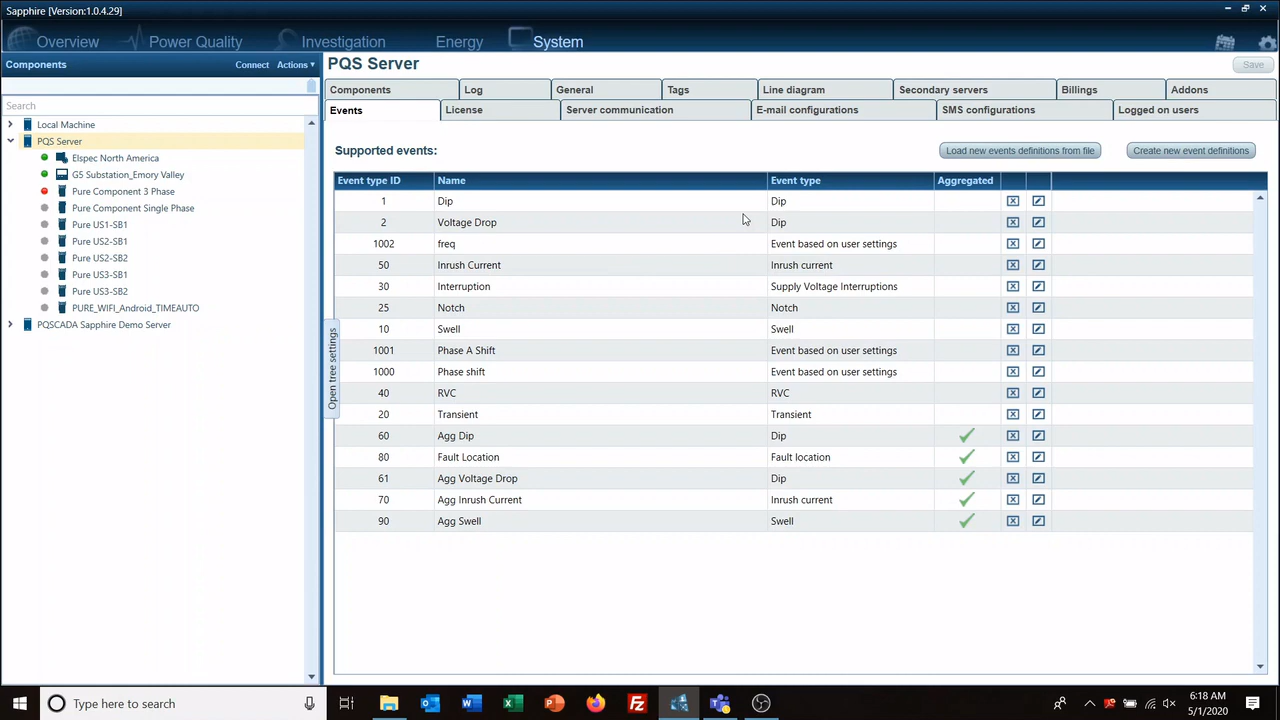 Sapphire [Version:1.0.4.29]
Overview Power Quality Investigation Energy System
Components Connect Actions
PQS Server
Save
Components Log General Tags Line diagram Secondary servers Billings Addons
Events License Server communication E-mail configurations SMS configurations Logged on users
Search
Local Machine
PQS Server
Elspec North America
G5 Substation_Emory Valley
Pure Component 3 Phase
Pure Component Single Phase
Pure US1-SB1
Pure US2-SB1
Pure US2-SB2
Pure US3-SB1
Pure US3-SB2
PURE_WIFI_Android_TIMEAUTO
PQSCADA Sapphire Demo Server
Open tree settings
Supported events: Load new events definitions from file Create new event definitions
Event type ID Name Event type Aggregated
1 Dip Dip
2 Voltage Drop Dip
1002 freq Event based on user settings
50 Inrush Current Inrush current
30 Interruption Supply Voltage Interruptions
25 Notch Notch
10 Swell Swell
1001 Phase A Shift Event based on user settings
1000 Phase shift Event based on user settings
40 RVC RVC
20 Transient Transient
60 Agg Dip Dip
80 Fault Location Fault location
61 Agg Voltage Drop Dip
70 Agg Inrush Current Inrush current
90 Agg Swell Swell
Type here to search
6:18 AM
5/1/2020